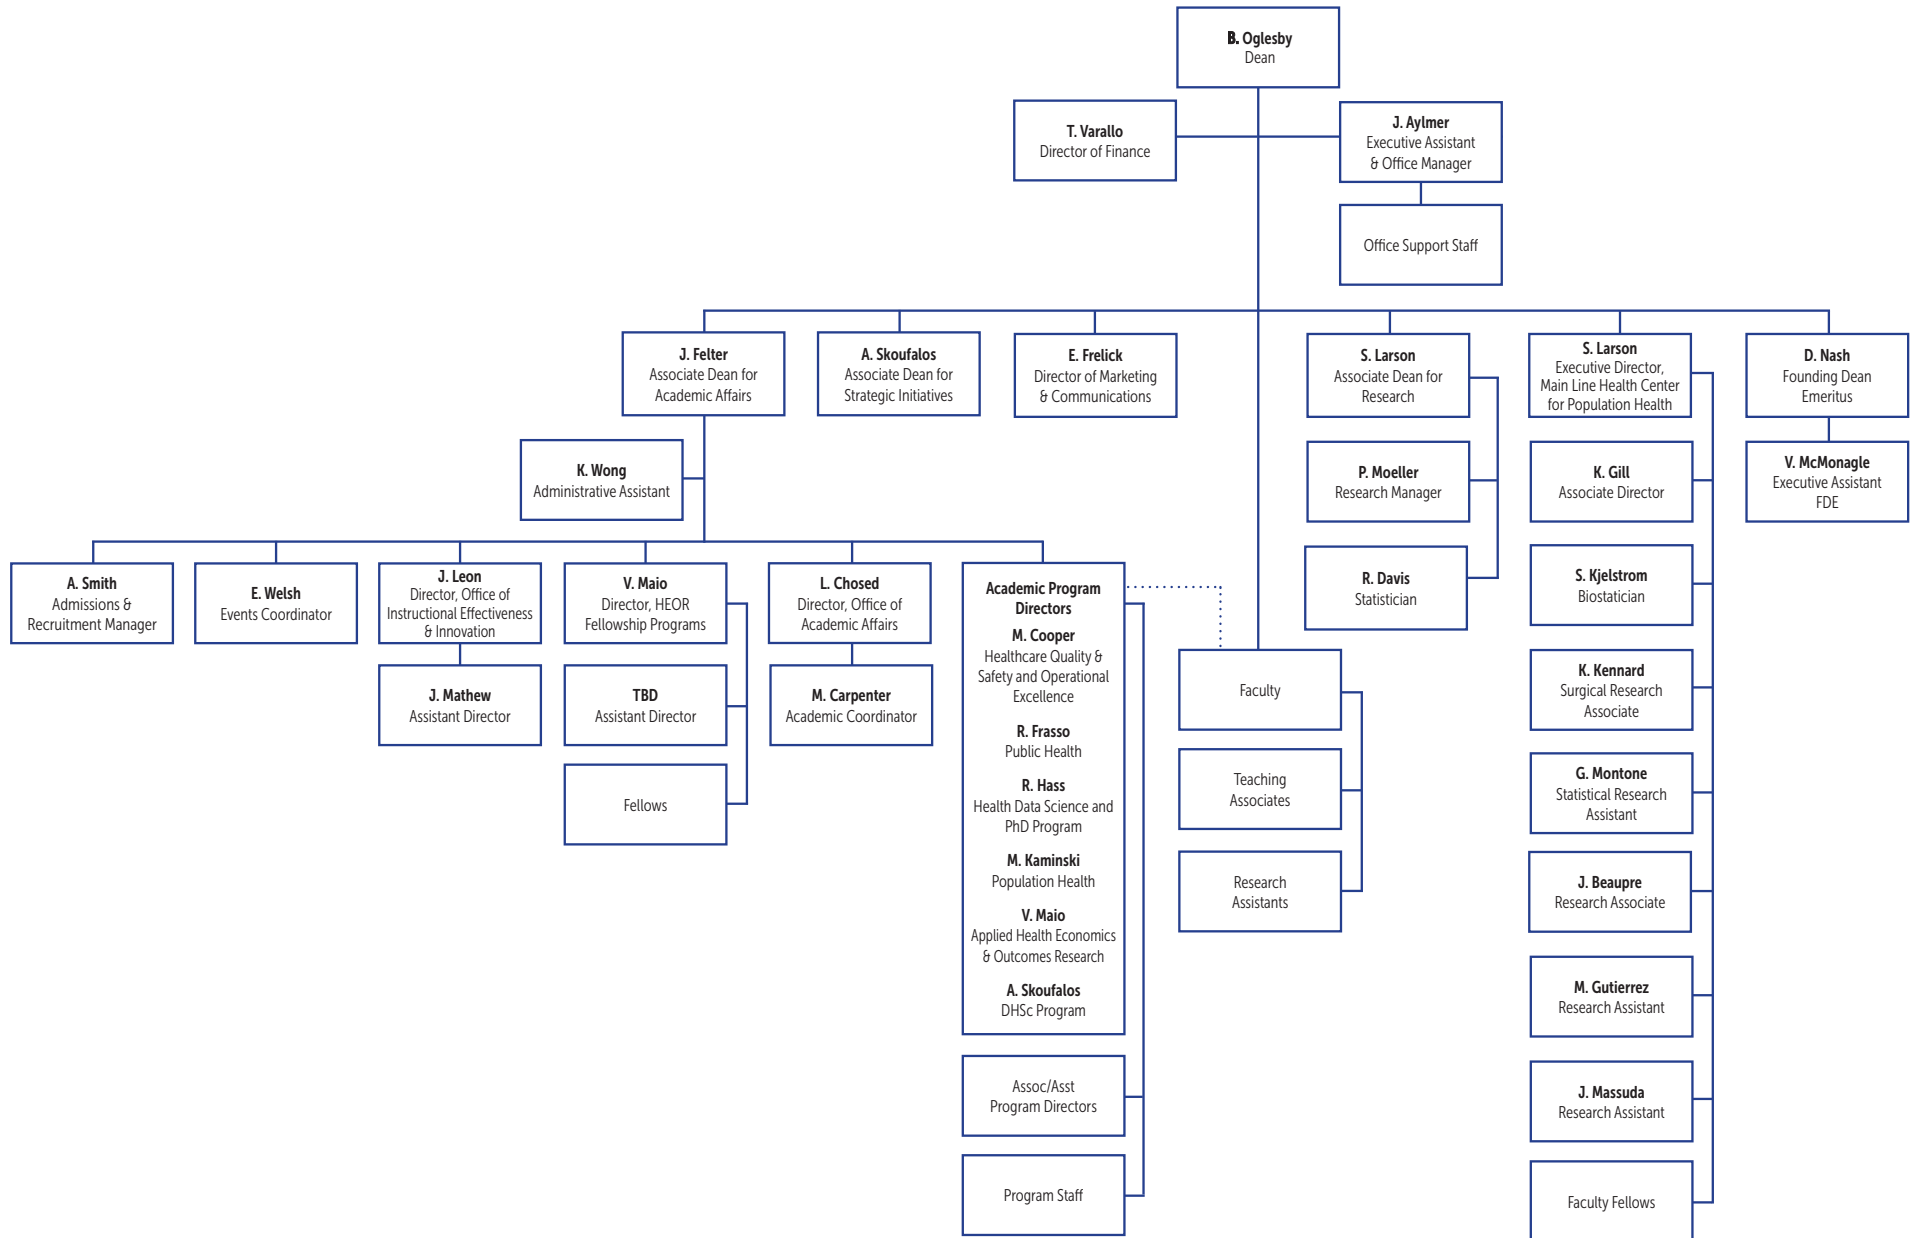 B. Oglesby
Dean
T. Varallo
Director of Finance
J. Aylmer
Executive Assistant
& Office Manager
Office Support Staff
J. Felter
Associate Dean for
Academic Affairs
A. Skoufalos
Associate Dean for
Strategic Initiatives
E. Frelick
Director of Marketing
& Communications
S. Larson
Associate Dean for
Research
S. Larson
Executive Director,
Main Line Health Center
for Population Health
D. Nash
Founding Dean
Emeritus
K. Wong
Administrative Assistant
P. Moeller
Research Manager
K. Gill
Associate Director
V. McMonagle
Executive Assistant
FDE
A. Smith
Admissions &
Recruitment Manager
E. Welsh
Events Coordinator
J. Leon
Director, Office of
Instructional Effectiveness
& Innovation
V. Maio
Director, HEOR
Fellowship Programs
L. Chosed
Director, Office of
Academic Affairs
Academic Program
Directors
M. Cooper
Healthcare Quality &
Safety and Operational
Excellence
R. Frasso
Public Health
R. Hass
Health Data Science and
PhD Program
M. Kaminski
Population Health
V. Maio
Applied Health Economics
& Outcomes Research
A. Skoufalos
DHSc Program
R. Davis
Statistician
S. Kjelstrom
Biostatician
J. Mathew
Assistant Director
TBD
Assistant Director
M. Carpenter
Academic Coordinator
Faculty
K. Kennard
Surgical Research
Associate
Fellows
Teaching
Associates
G. Montone
Statistical Research
Assistant
Research
Assistants
J. Beaupre
Research Associate
M. Gutierrez
Research Assistant
Assoc/Asst
Program Directors
J. Massuda
Research Assistant
Program Staff
Faculty Fellows